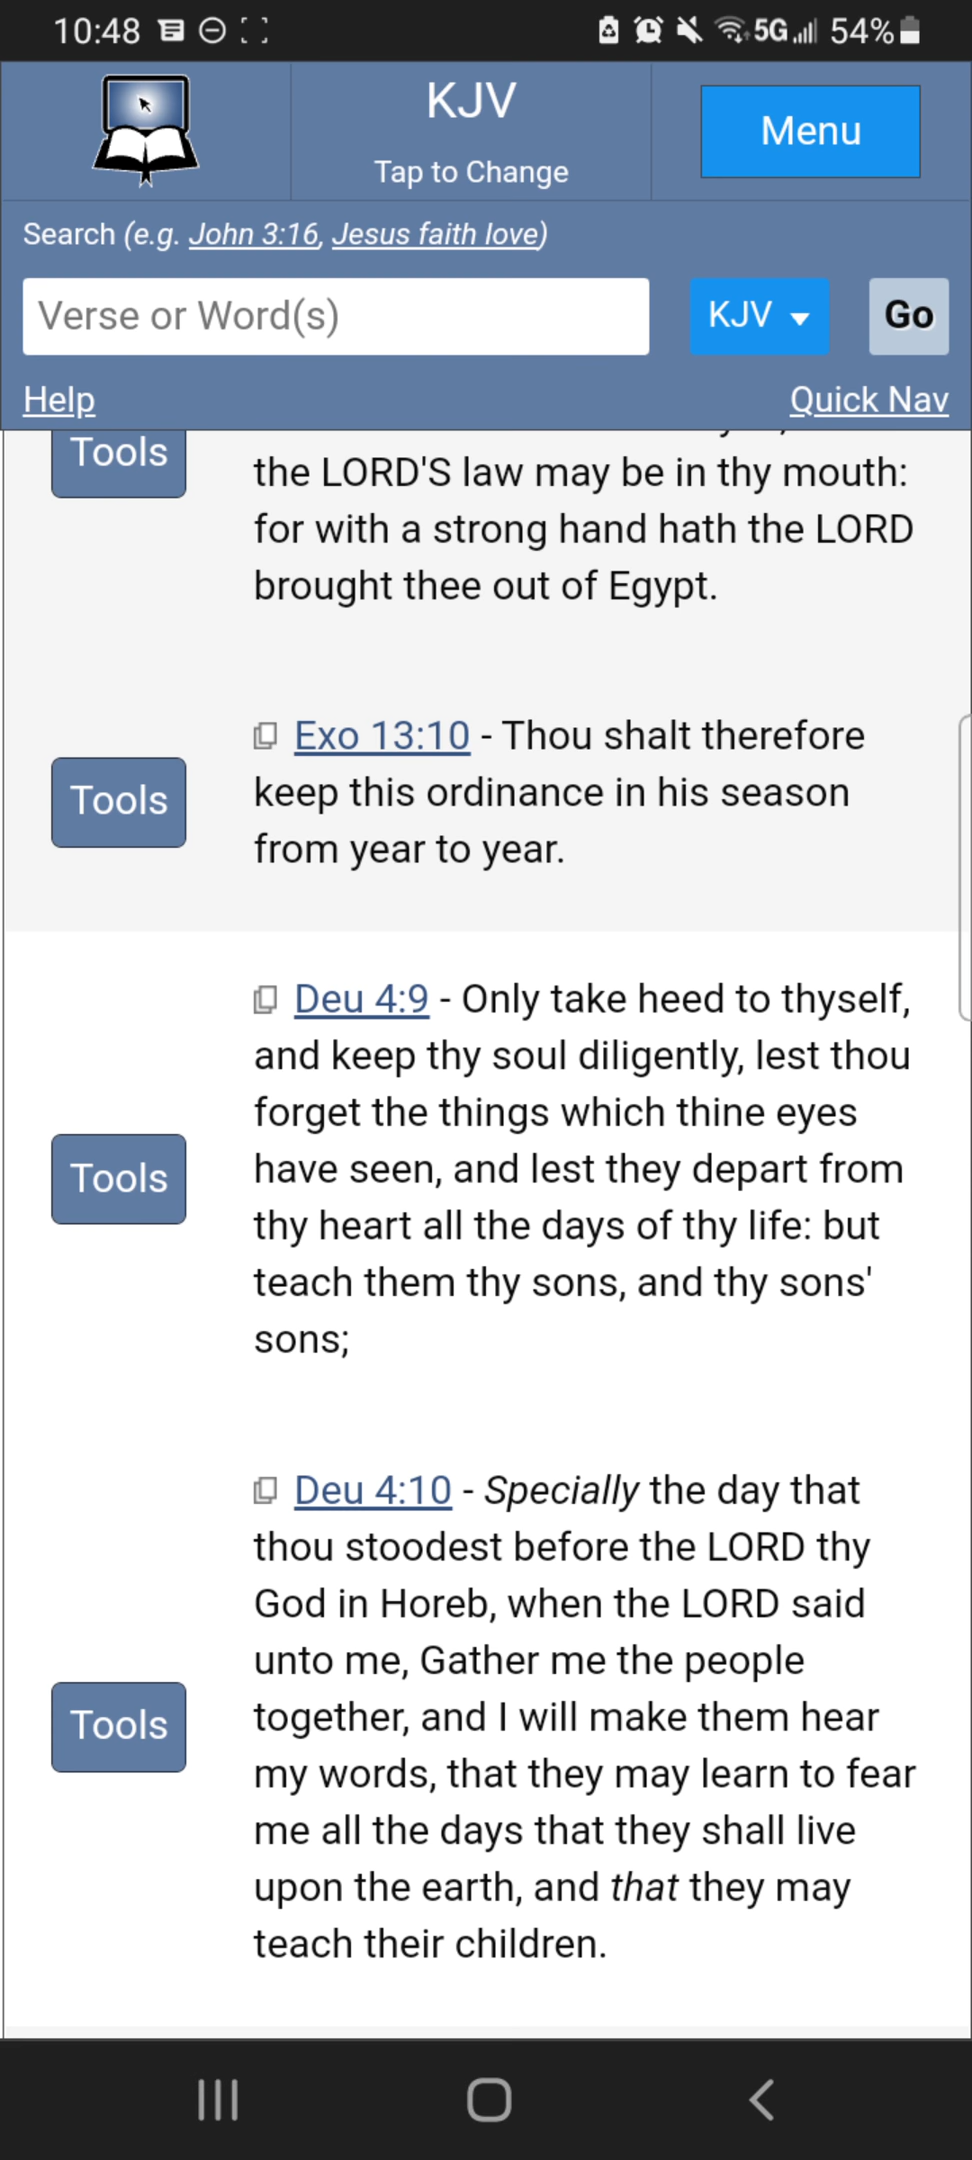 10:48 5G 54%
KJV
Tap to Change
Menu
Search (e.g. John 3:16, Jesus faith love)
Verse or Word(s)
KJV
Go
Help
Quick Nav
Tools
the LORD'S law may be in thy mouth:
for with a strong hand hath the LORD
brought thee out of Egypt.
Tools
Exo 13:10 - Thou shalt therefore
keep this ordinance in his season
from year to year.
Tools
Deu 4:9 - Only take heed to thyself,
and keep thy soul diligently, lest thou
forget the things which thine eyes
have seen, and lest they depart from
thy heart all the days of thy life: but
teach them thy sons, and thy sons'
sons;
Tools
Deu 4:10 - Specially the day that
thou stoodest before the LORD thy
God in Horeb, when the LORD said
unto me, Gather me the people
together, and I will make them hear
my words, that they may learn to fear
me all the days that they shall live
upon the earth, and that they may
teach their children.